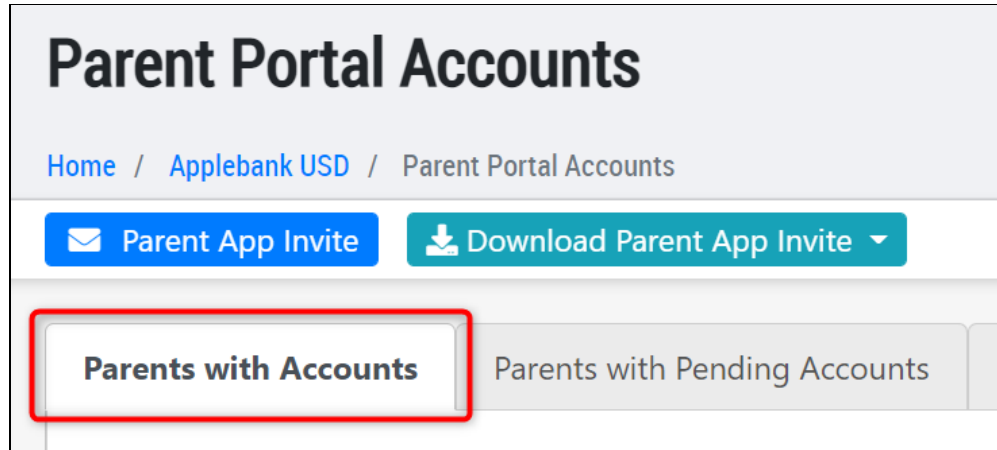 Parent Portal Accounts
Home / Applebank USD / Parent Portal Accounts
Parent App Invite Download Parent App Invite
Parents with Accounts Parents with Pending Accounts